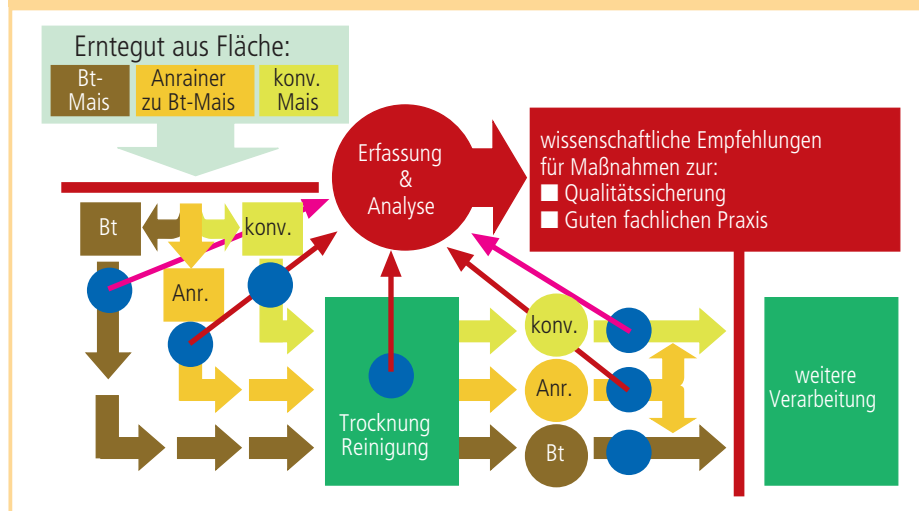 Erntegut aus Fläche:
Bt-
Mais
Anrainer
zu Bt-Mais
konv.
Mais
Erfassung
&
Analyse
wissenschaftliche Empfehlungen
für Maßnahmen zur:
■ Qualitätssicherung
■ Guten fachlichen Praxis
Bt
konv.
Anr.
konv.
Anr.
Bt
Trocknung
Reinigung
weitere
Verarbeitung